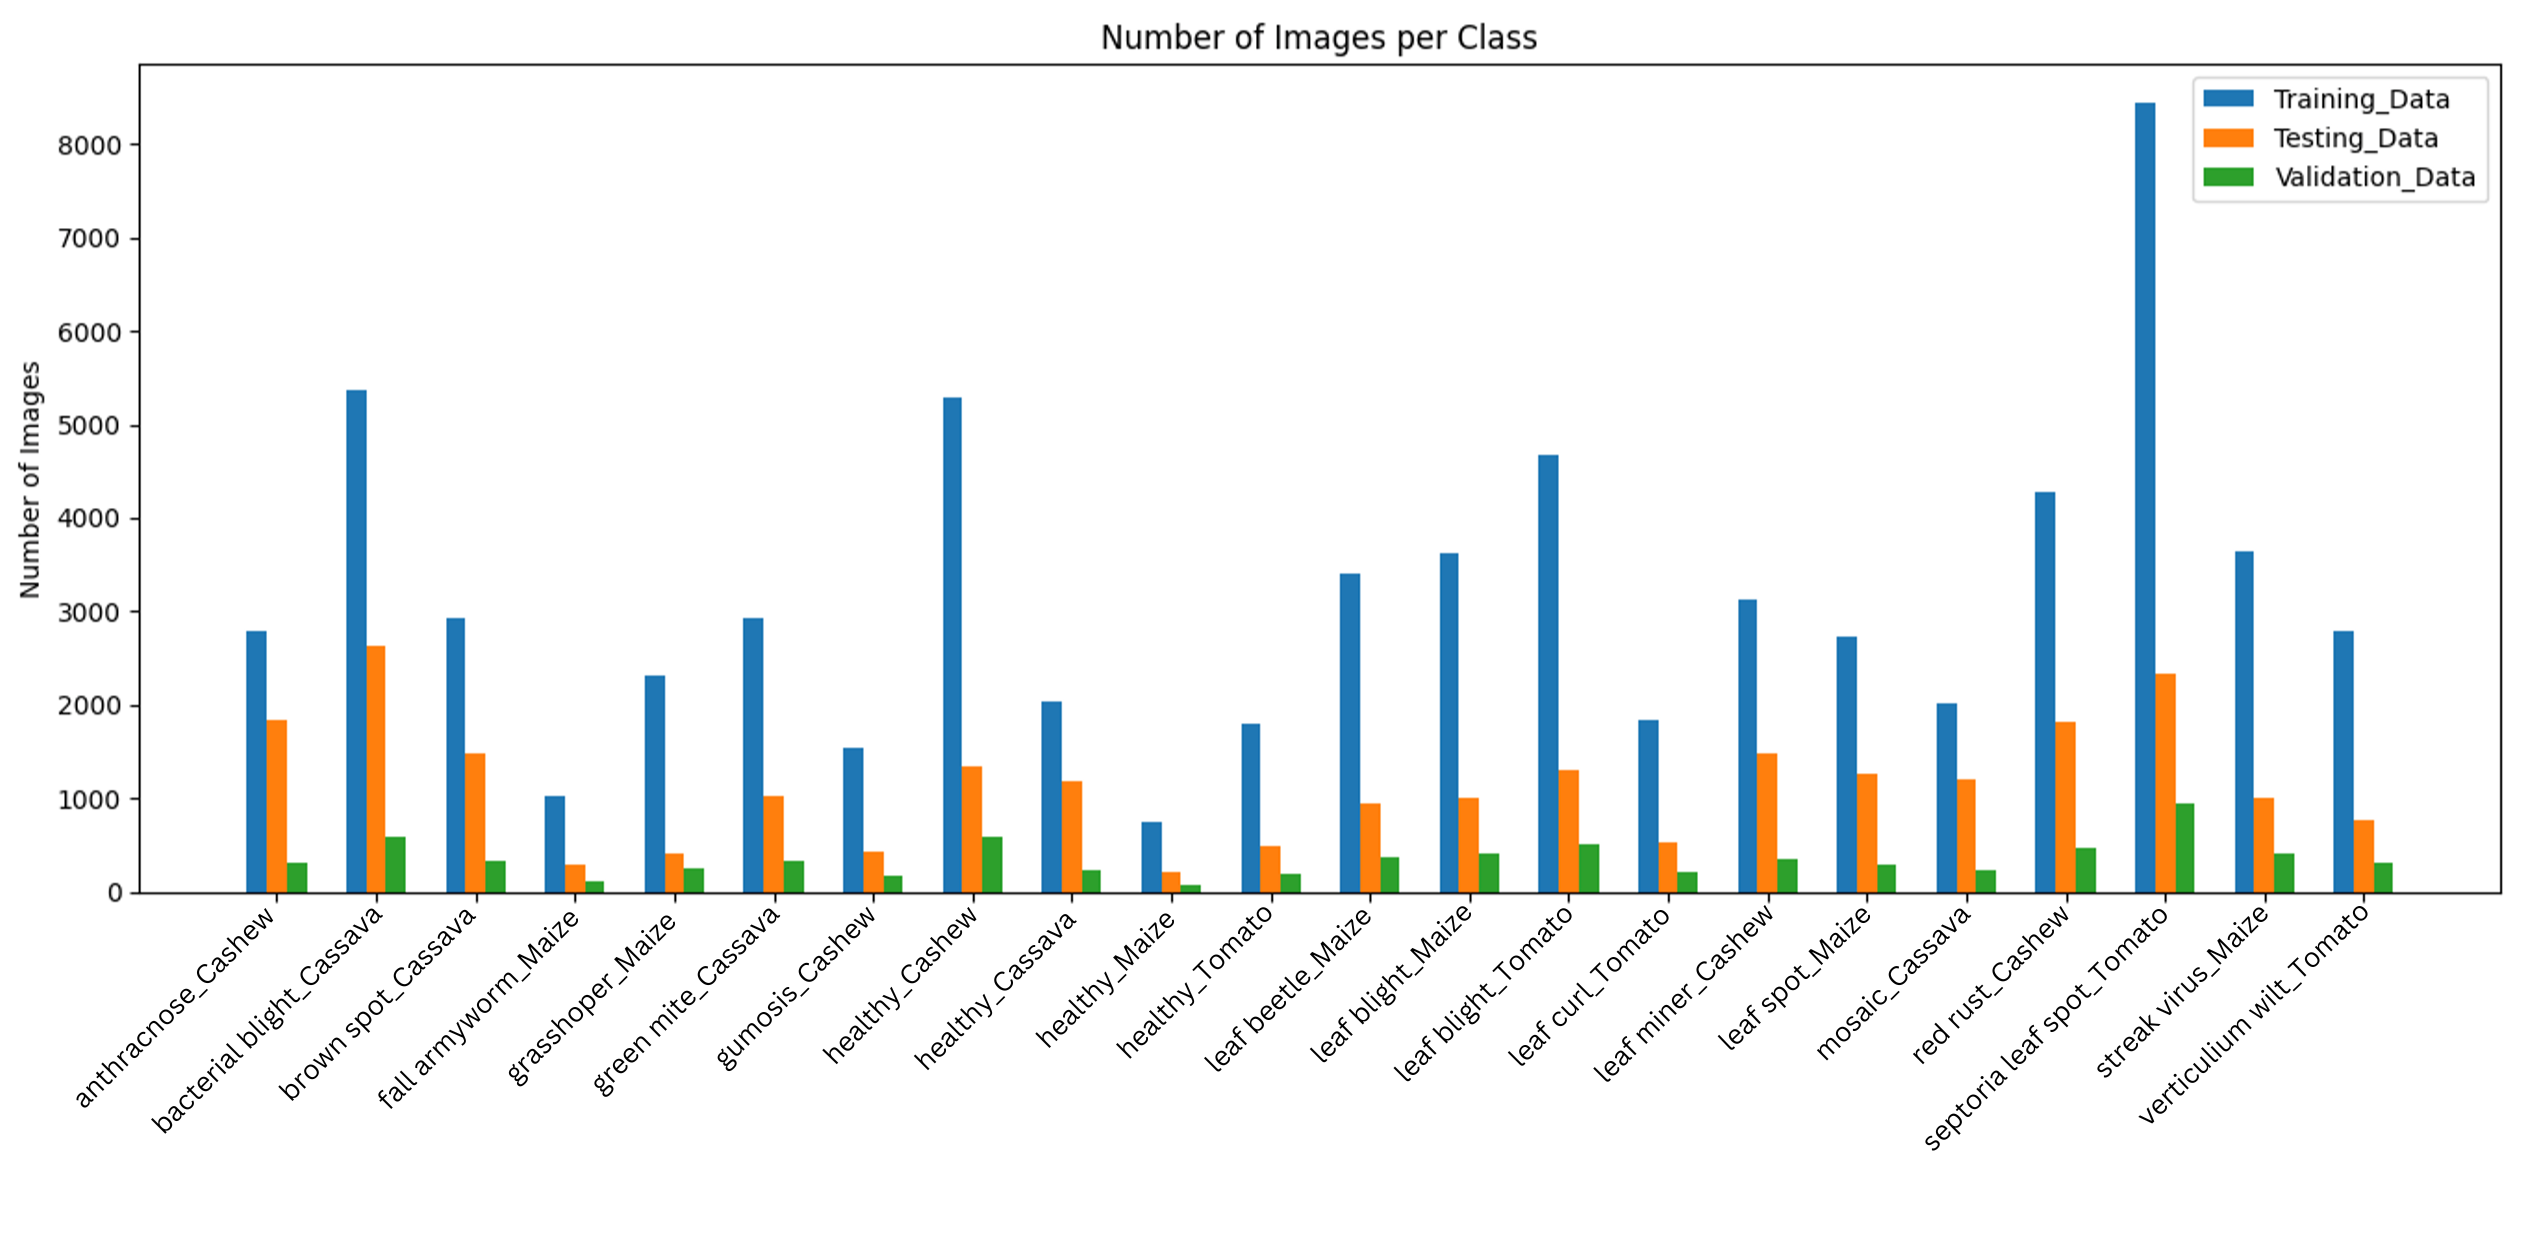 Number of Images per Class
Training_Data
Testing_Data
Validation_Data
Number of Images
8000
7000
6000
5000
4000
3000
2000
1000
0
anthracnose_Cashew
bacterial blight_Cassava
brown spot_Cassava
fall armyworm_Maize
grasshoper_Maize
green mite_Cassava
gumosis_Cashew
healthy_Cashew
healthy_Cassava
healthy_Maize
healthy_Tomato
leaf beetle_Maize
leaf blight_Maize
leaf blight_Tomato
leaf curl_Tomato
leaf miner_Cashew
leaf spot_Maize
mosaic_Cassava
red rust_Cashew
septoria leaf spot_Tomato
streak virus_Maize
verticulium wilt_Tomato